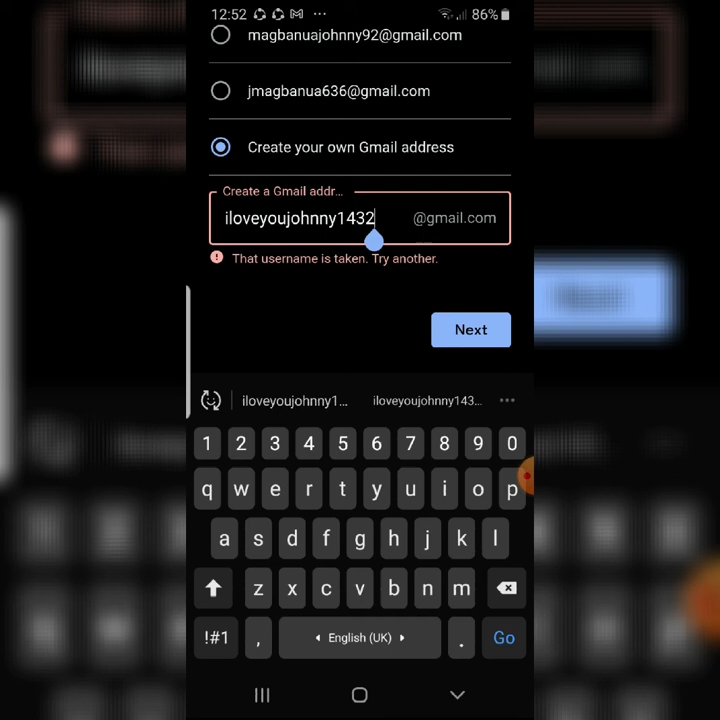 12:52 ... 86%
magbanuajohnny92@gmail.com
jmagbanua636@gmail.com
Create your own Gmail address
Create a Gmail addr...
iloveyoujohnny1432 @gmail.com
That username is taken. Try another.
Next
iloveyoujohnny1... iloveyoujohnny143... ...
1 2 3 4 5 6 7 8 9 0
q w e r t y u i o p
a s d f g h j k l
z x c v b n m
!#1 , English (UK) . Go